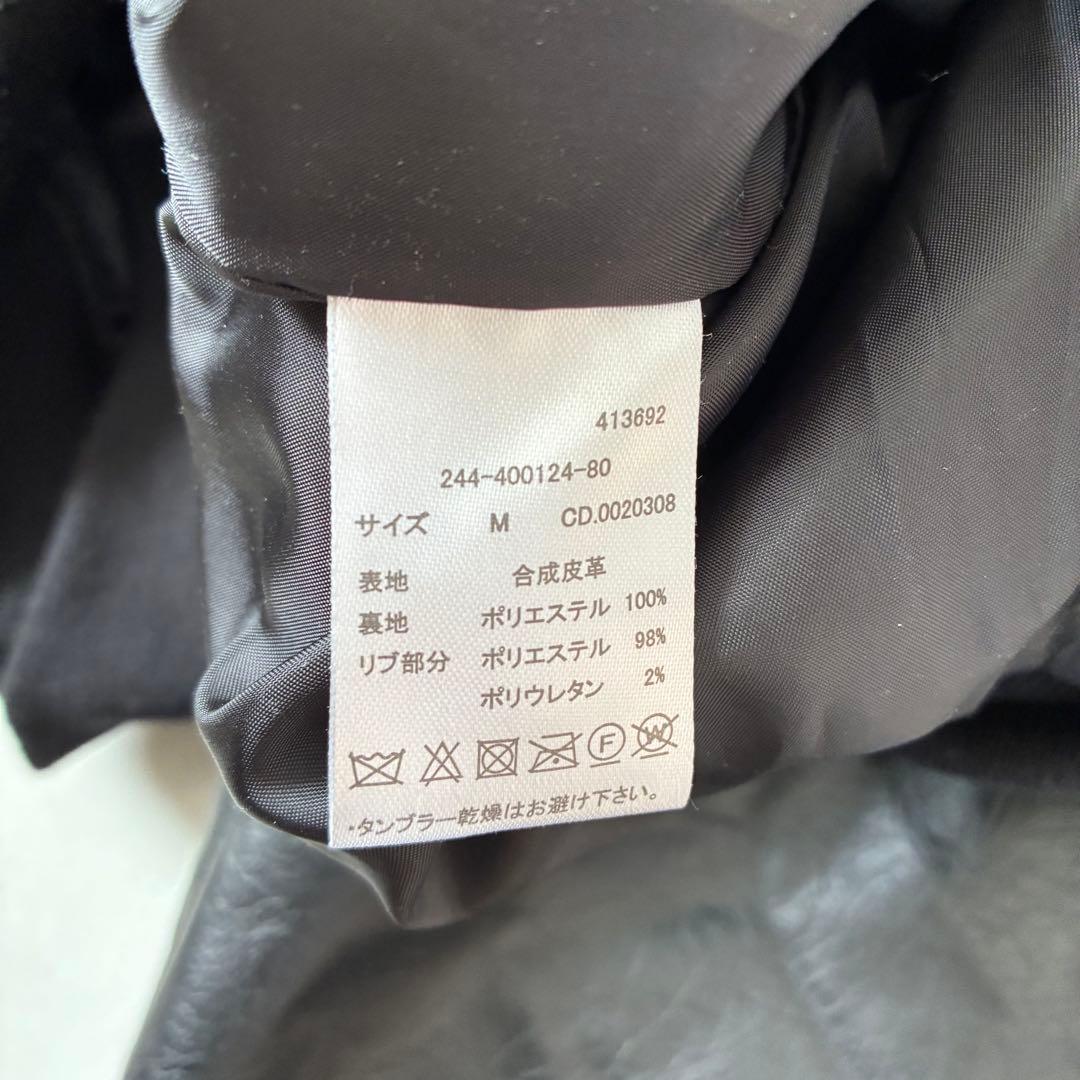 413692
244-400124-80
サイズ M CD.0020308
表地 合成皮革
裏地 ポリエステル 100%
リブ部分 ポリエステル 98%
ポリウレタン 2%
F W
・タンブラー乾燥はお避け下さい。